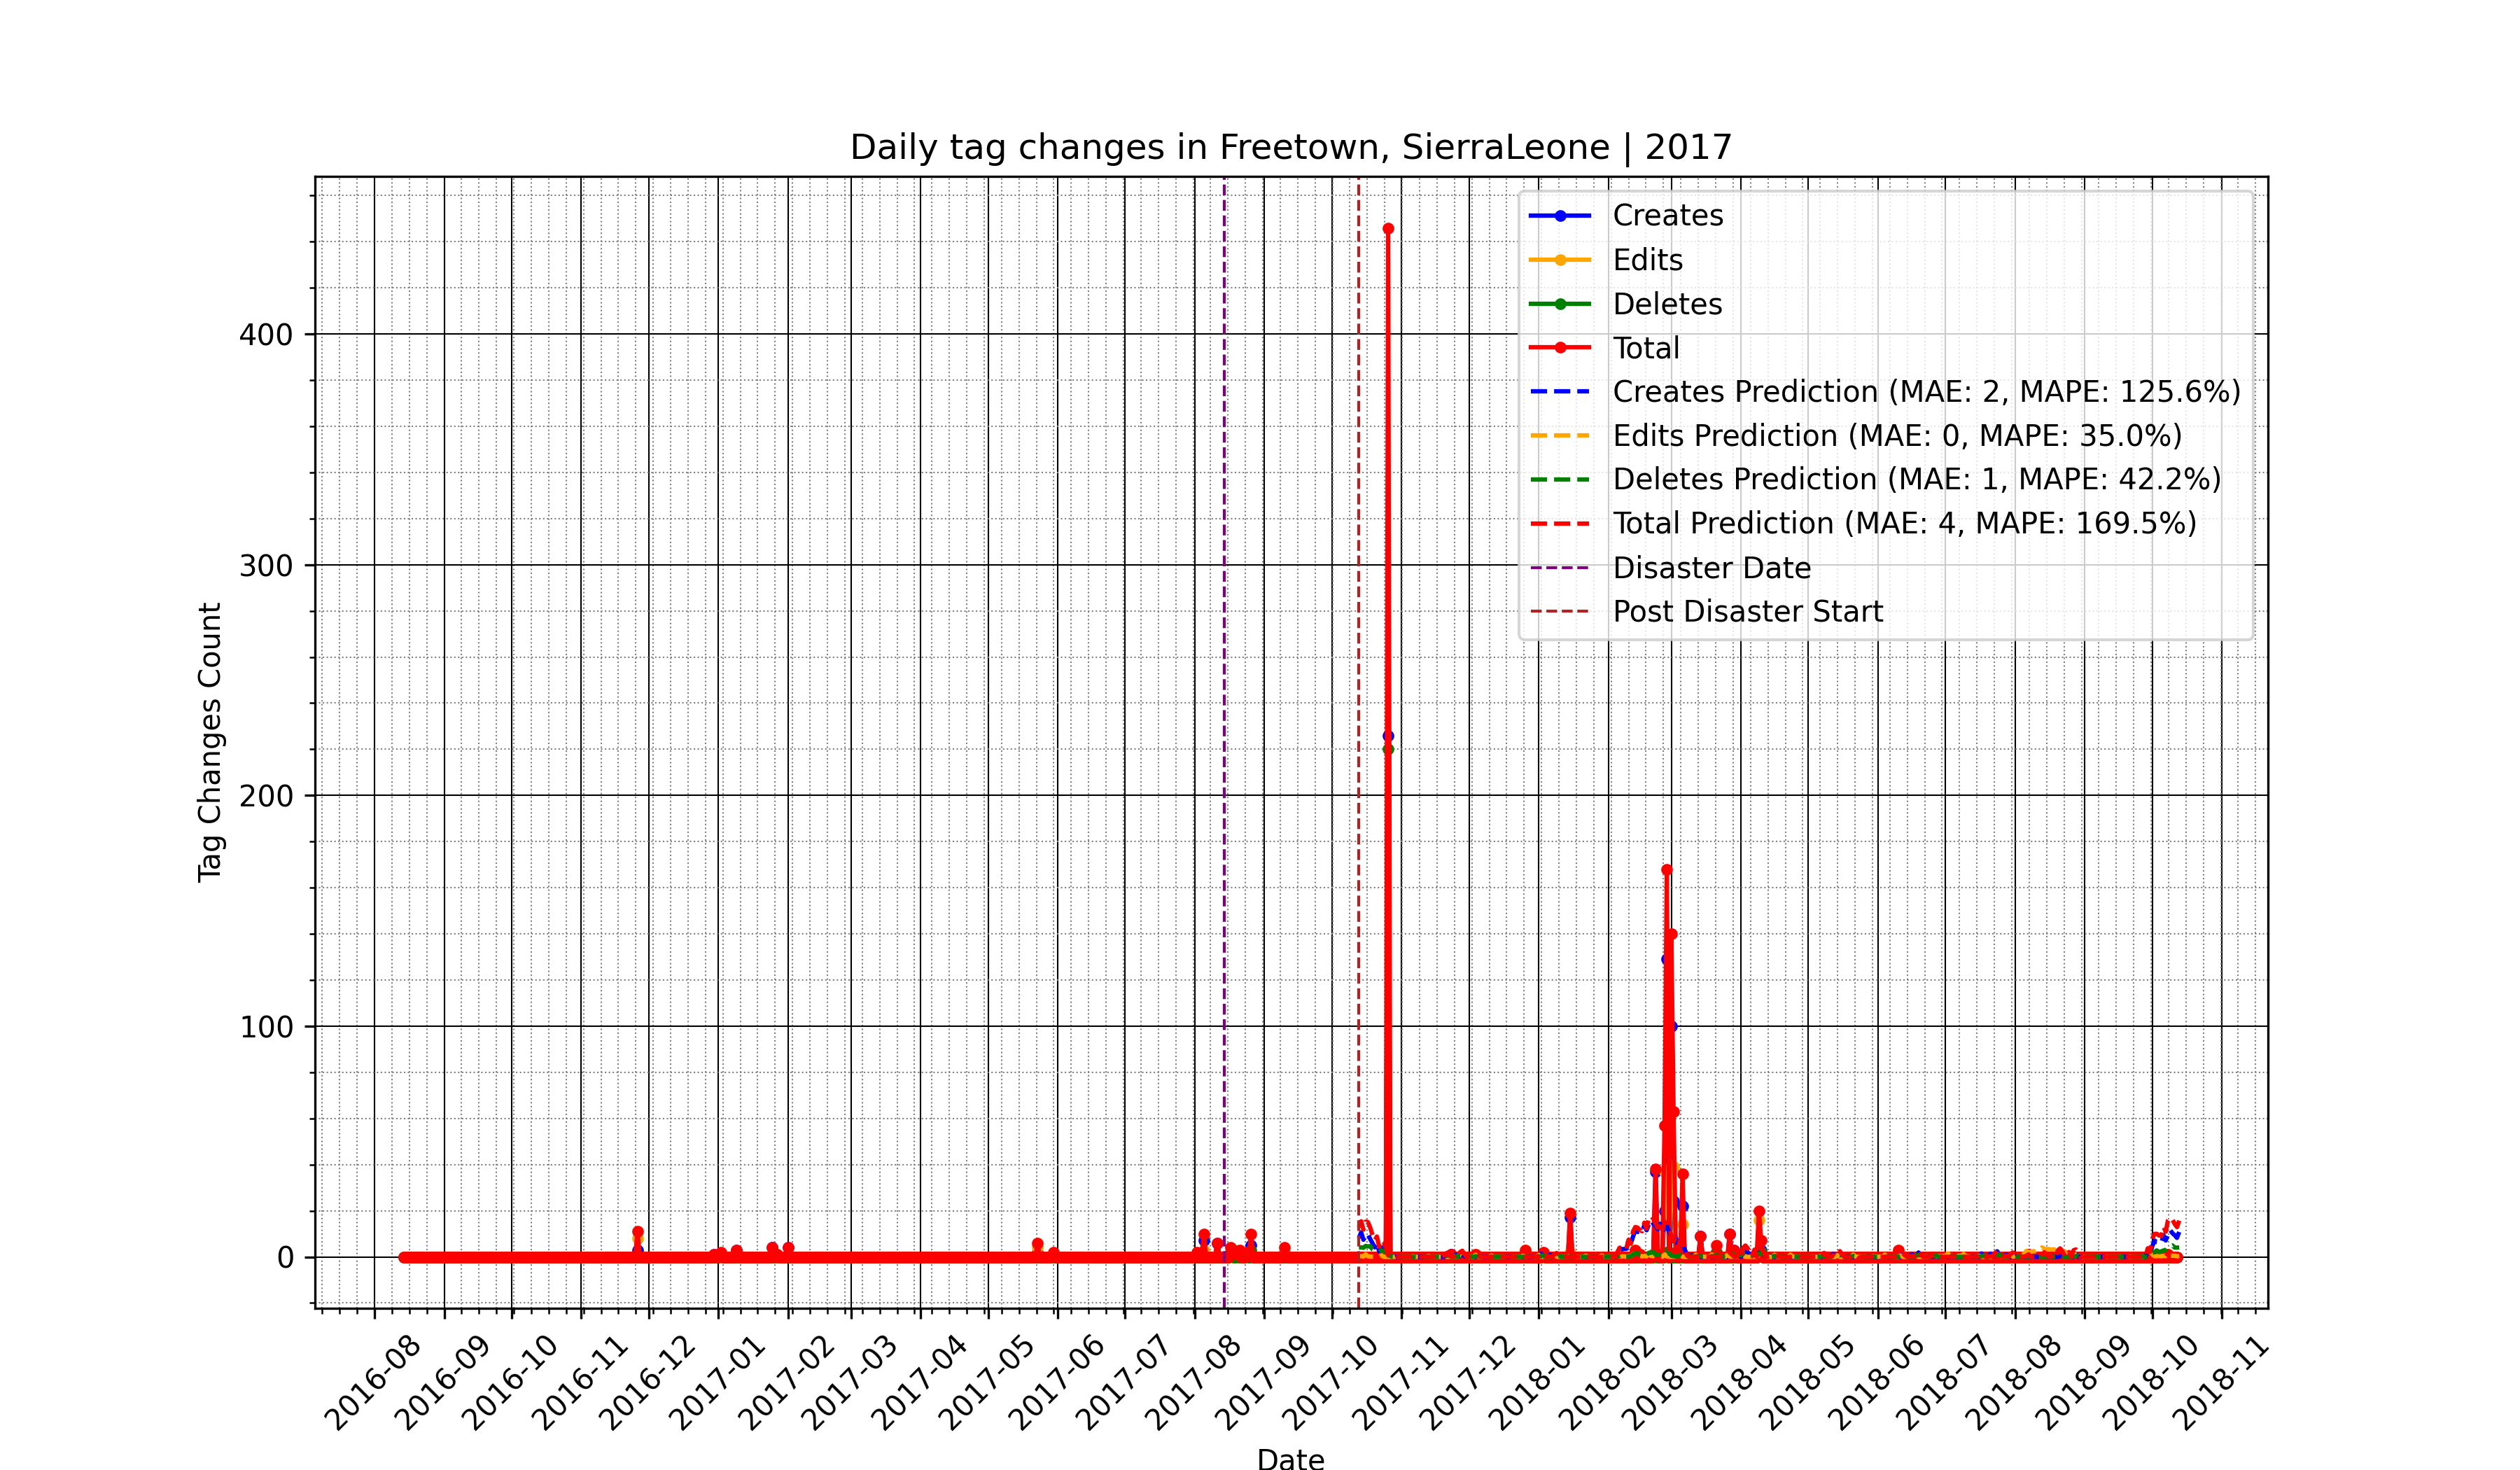 Daily tag changes in Freetown, SierraLeone | 2017
Creates
Edits
Deletes
Total
Creates Prediction (MAE: 2, MAPE: 125.6%)
Edits Prediction (MAE: 0, MAPE: 35.0%)
Deletes Prediction (MAE: 1, MAPE: 42.2%)
Total Prediction (MAE: 4, MAPE: 169.5%)
Disaster Date
Post Disaster Start
Tag Changes Count
400
300
200
100
0
2016-08
2016-09
2016-10
2016-11
2016-12
2017-01
2017-02
2017-03
2017-04
2017-05
2017-06
2017-07
2017-08
2017-09
2017-10
2017-11
2017-12
2018-01
2018-02
2018-03
2018-04
2018-05
2018-06
2018-07
2018-08
2018-09
2018-10
2018-11
Date